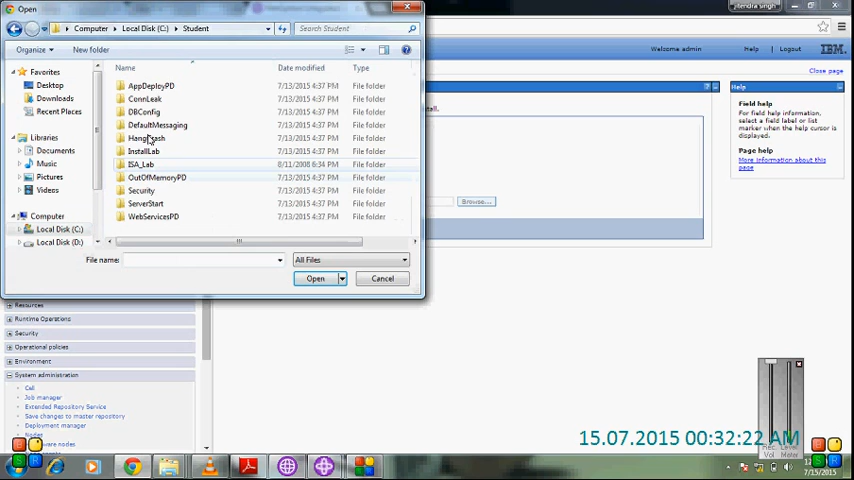 Open
jitendra singh
Computer Local Disk (C:) Student
Search Student
Organize
New folder
Welcome admin
Help
Logout
IBM.
Close page
Name
Date modified
Type
Favorites
Desktop
Downloads
Recent Places
Libraries
Documents
Music
Pictures
Videos
Computer
Local Disk (C:)
Local Disk (D:)
AppDeployPD 7/13/2015 4:37 PM File folder
ConnLeak 7/13/2015 4:37 PM File folder
DBConfig 7/13/2015 4:37 PM File folder
DefaultMessaging 7/13/2015 4:37 PM File folder
7/13/2015 4:37 PM File folder
InstallLab 7/13/2015 4:37 PM File folder
ISA_Lab 8/11/2008 6:34 PM File folder
OutOfMemoryPD 7/13/2015 4:37 PM File folder
Security 7/13/2015 4:37 PM File folder
ServerStart 7/13/2015 4:37 PM File folder
WebServicesPD 7/13/2015 4:37 PM File folder
File name:
All Files
Open
Cancel
Browse...
Help
Field help
For field help information,
select a field label or list
marker when the help cursor is
displayed.
Page help
More information about this
page
Resources
Runtime Operations
Security
Operational policies
Environment
System administration
Cell
Job manager
Extended Repository Service
Save changes to master repository
Deployment manager
Nodes
15.07.2015 00:32:22 AM
Rec. Level
Vol Meter
7/15/2015